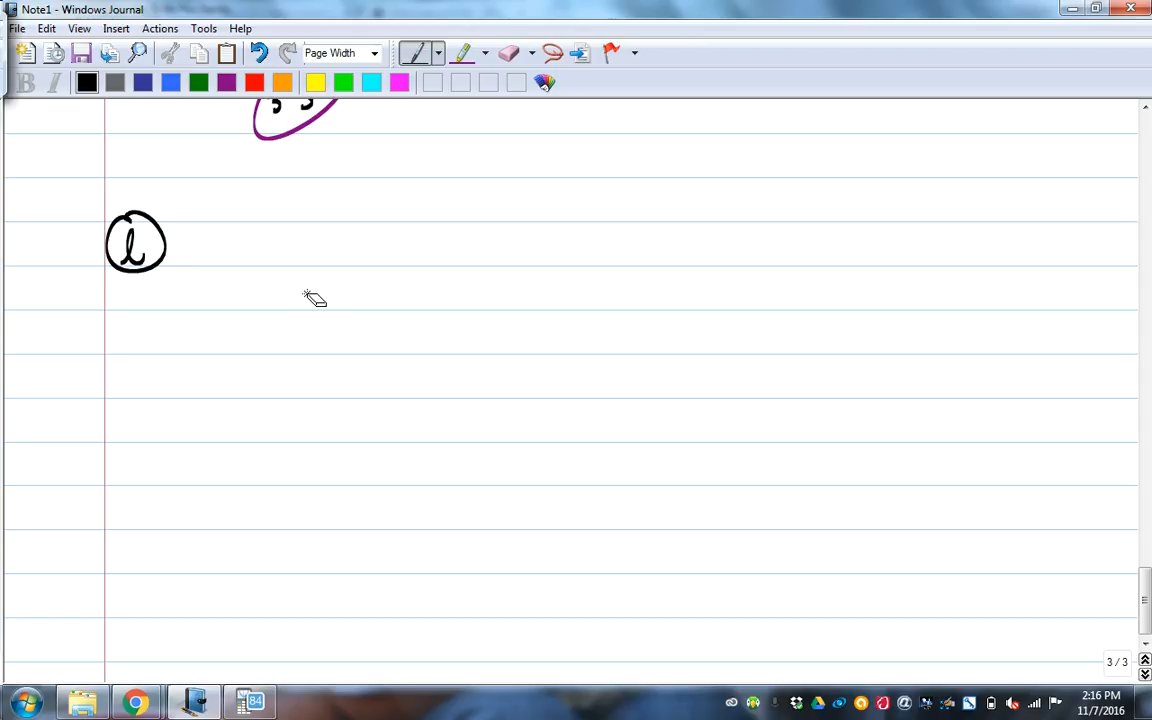 Note1 - Windows Journal
File Edit View Insert Actions Tools Help
Page Width
B I
l
3 / 3
84
2:16 PM
11/7/2016